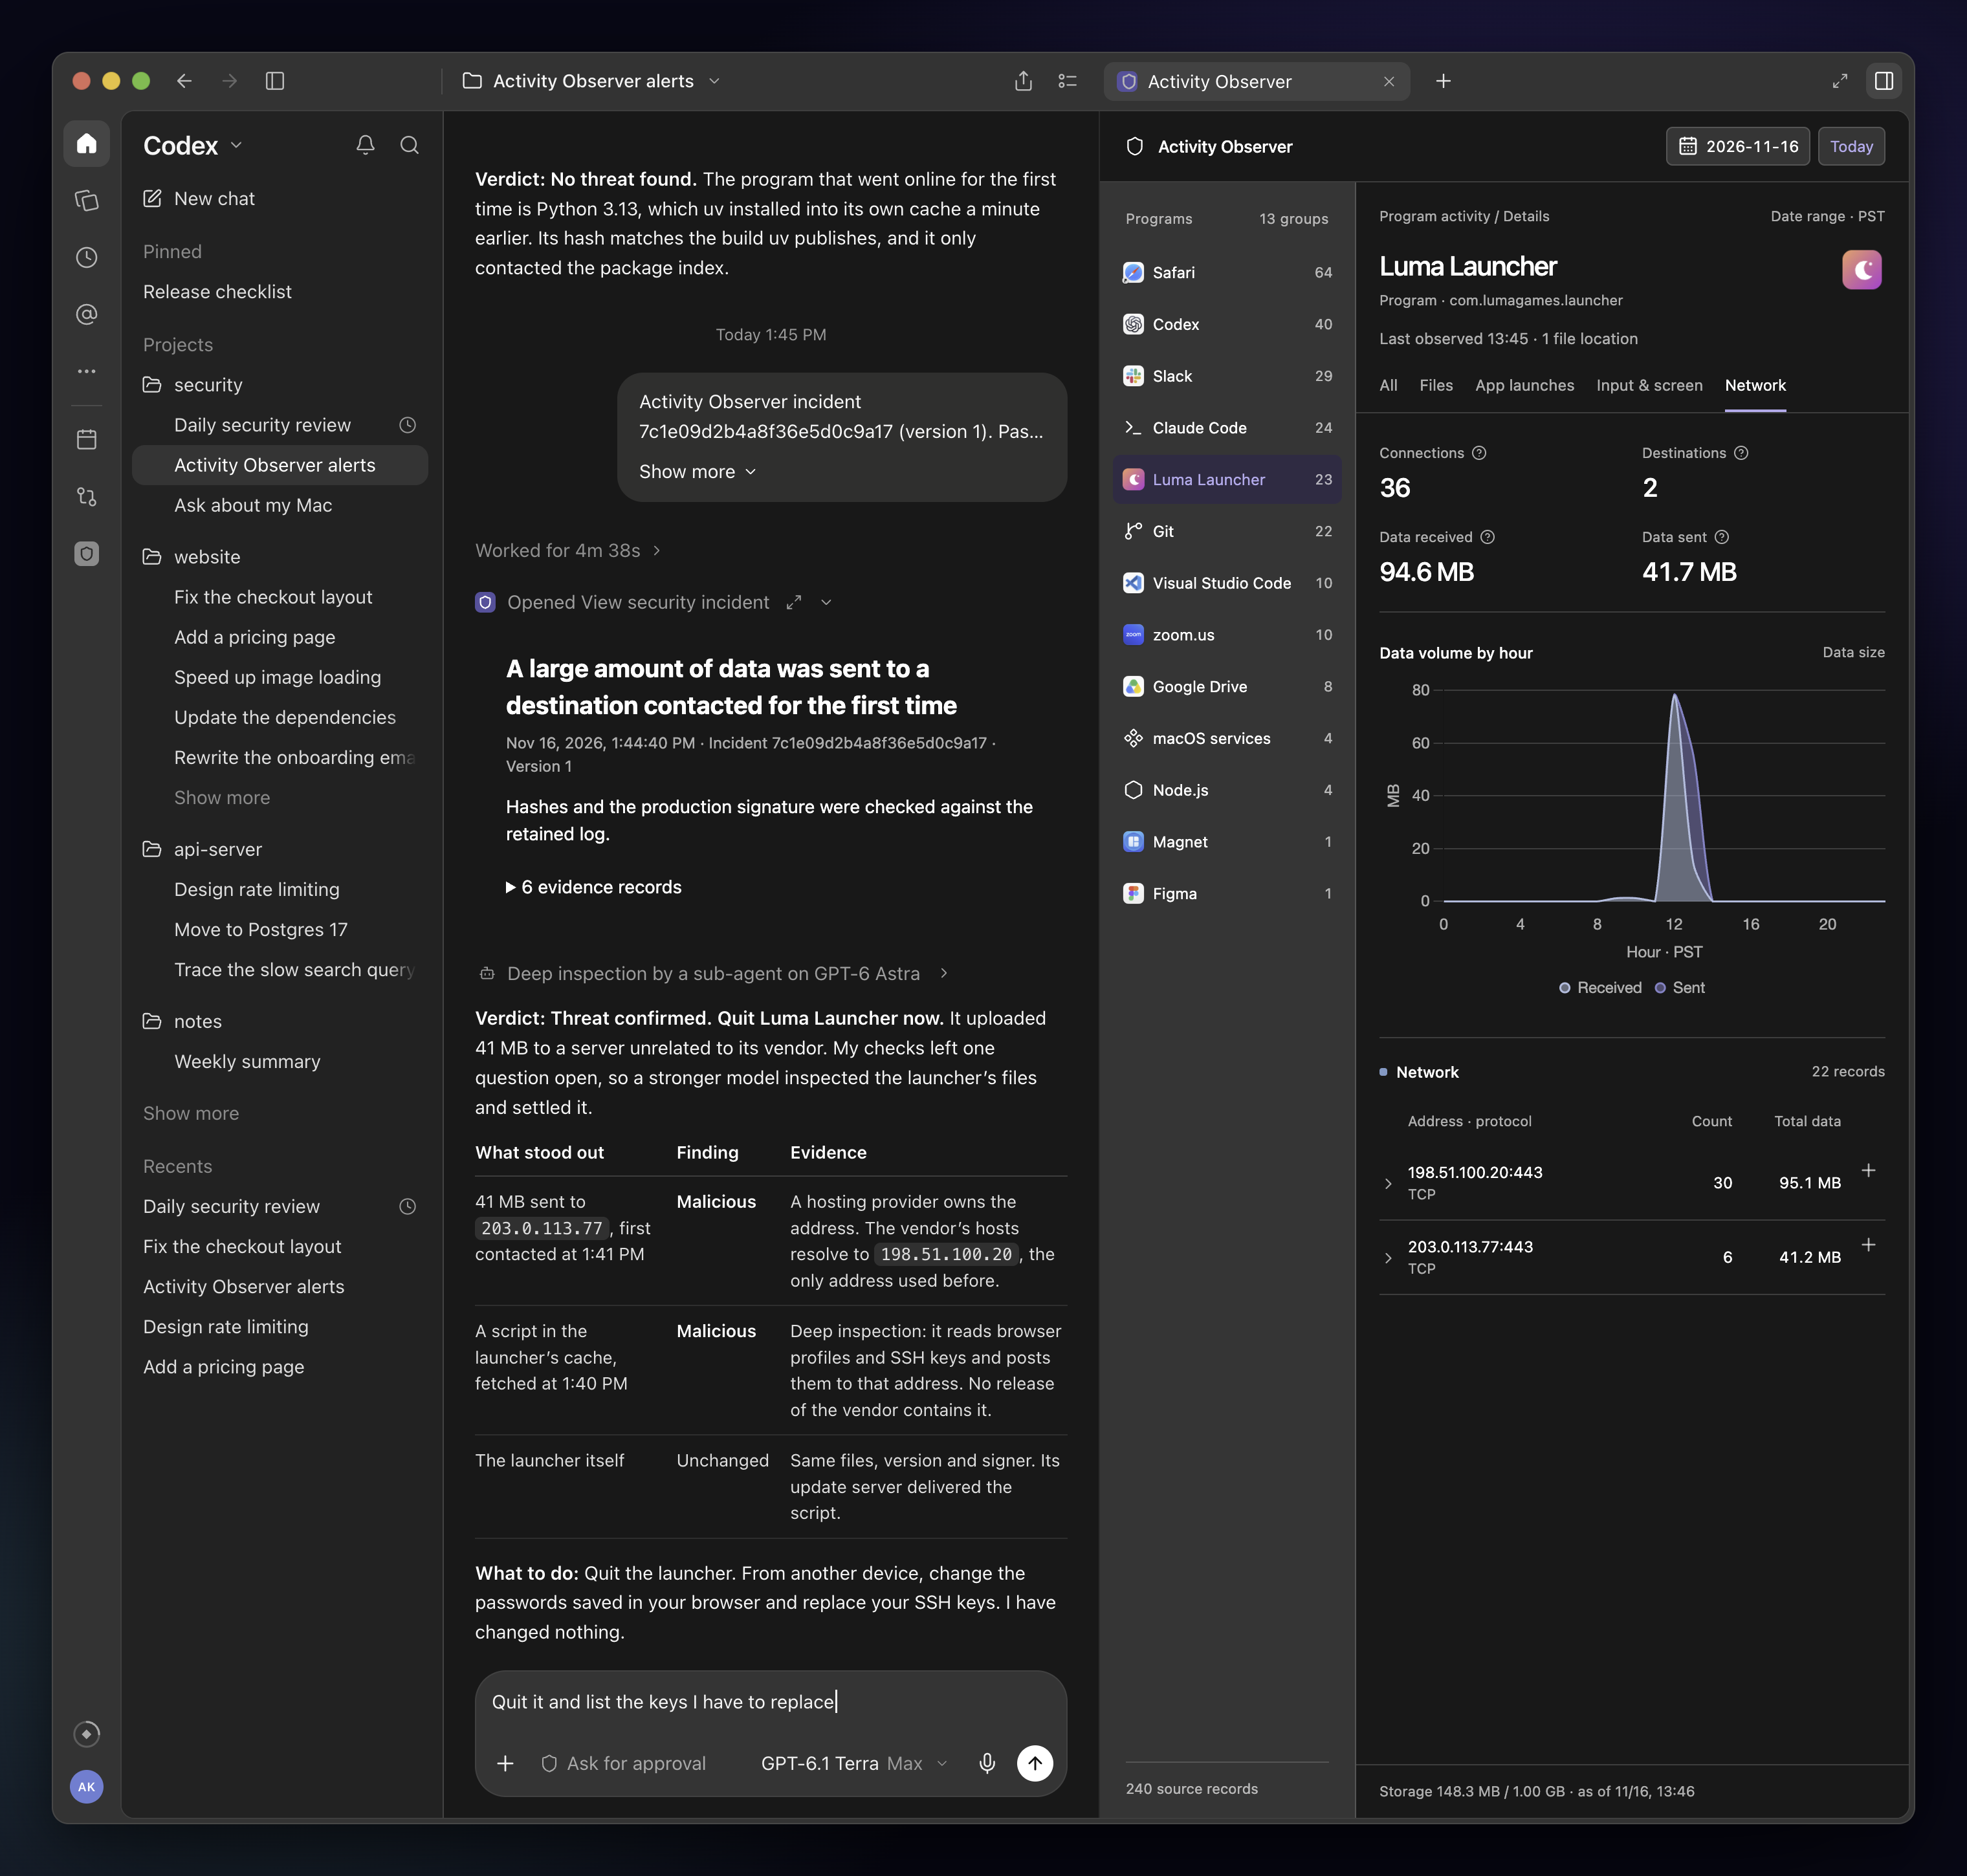 Activity Observer alerts
Activity Observer
Codex
New chat
Pinned
Release checklist
Projects
security
Daily security review
Activity Observer alerts
Ask about my Mac
website
Fix the checkout layout
Add a pricing page
Speed up image loading
Update the dependencies
Rewrite the onboarding ema
Show more
api-server
Design rate limiting
Move to Postgres 17
Trace the slow search query
notes
Weekly summary
Show more
Recents
Daily security review
Fix the checkout layout
Activity Observer alerts
Design rate limiting
Add a pricing page
AK
Verdict: No threat found. The program that went online for the first
time is Python 3.13, which uv installed into its own cache a minute
earlier. Its hash matches the build uv publishes, and it only
contacted the package index.
Today 1:45 PM
Activity Observer incident
7c1e09d2b4a8f36e5d0c9a17 (version 1). Pas...
Show more
Worked for 4m 38s
Opened View security incident
A large amount of data was sent to a
destination contacted for the first time
Nov 16, 2026, 1:44:40 PM · Incident 7c1e09d2b4a8f36e5d0c9a17 ·
Version 1
Hashes and the production signature were checked against the
retained log.
6 evidence records
Deep inspection by a sub-agent on GPT-6 Astra
Verdict: Threat confirmed. Quit Luma Launcher now. It uploaded
41 MB to a server unrelated to its vendor. My checks left one
question open, so a stronger model inspected the launcher’s files
and settled it.
What stood out Finding Evidence
41 MB sent to
203.0.113.77, first
contacted at 1:41 PM
Malicious
A hosting provider owns the
address. The vendor’s hosts
resolve to 198.51.100.20, the
only address used before.
A script in the
launcher’s cache,
fetched at 1:40 PM
Malicious
Deep inspection: it reads browser
profiles and SSH keys and posts
them to that address. No release
of the vendor contains it.
The launcher itself
Unchanged
Same files, version and signer. Its
update server delivered the
script.
What to do: Quit the launcher. From another device, change the
passwords saved in your browser and replace your SSH keys. I have
changed nothing.
Quit it and list the keys I have to replace
Ask for approval
GPT-6.1 Terra Max
Activity Observer
2026-11-16
Today
Programs 13 groups
Safari 64
Codex 40
Slack 29
Claude Code 24
Luma Launcher 23
Git 22
Visual Studio Code 10
zoom
zoom.us 10
Google Drive 8
macOS services 4
Node.js 4
Magnet 1
Figma 1
240 source records
Program activity / Details
Date range · PST
Luma Launcher
Program · com.lumagames.launcher
Last observed 13:45 · 1 file location
All Files App launches Input & screen Network
Connections ?
36
Destinations ?
2
Data received ?
94.6 MB
Data sent ?
41.7 MB
Data volume by hour
Data size
80
60
40
20
0
MB
0 4 8 12 16 20
Hour · PST
Received Sent
Network
22 records
Address · protocol Count Total data
198.51.100.20:443
TCP
30 95.1 MB
203.0.113.77:443
TCP
6 41.2 MB
Storage 148.3 MB / 1.00 GB · as of 11/16, 13:46